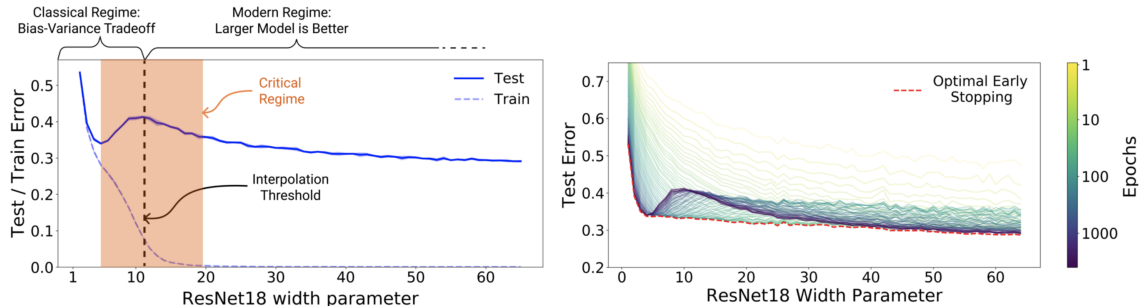 Classical Regime:
Bias-Variance Tradeoff
Modern Regime:
Larger Model is Better
Test / Train Error
0.5
0.4
0.3
0.2
0.1
0.0
Critical
Regime
Interpolation
Threshold
Test
Train
1 10 20 30 40 50 60
ResNet18 width parameter
Test Error
0.7
0.6
0.5
0.4
0.3
0.2
Optimal Early
Stopping
0 10 20 30 40 50 60
ResNet18 Width Parameter
1
10
100
1000
Epochs